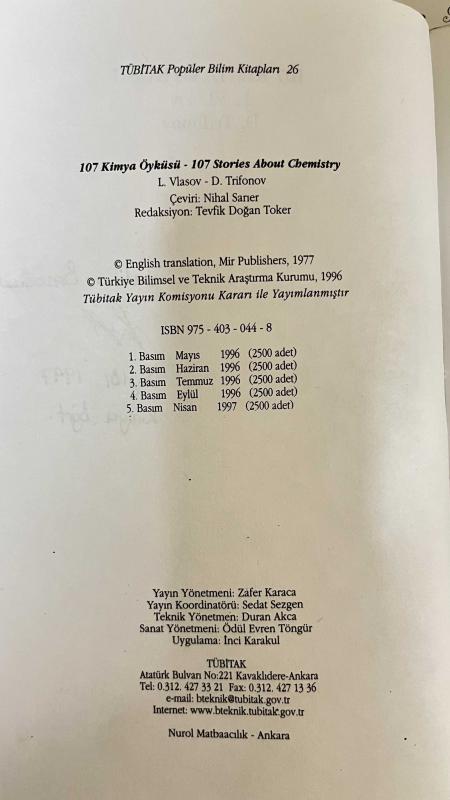 TÜBİTAK Popüler Bilim Kitapları 26
107 Kimya Öyküsü - 107 Stories About Chemistry
L. Vlasov - D. Trifonov
Çeviri: Nihal Sarıer
Redaksiyon: Tevfik Doğan Toker
© English translation, Mir Publishers, 1977
© Türkiye Bilimsel ve Teknik Araştırma Kurumu, 1996
Tübitak Yayın Komisyonu Kararı ile Yayımlanmıştır
ISBN 975 - 403 - 044 - 8
1. Basım Mayıs 1996 (2500 adet)
2. Basım Haziran 1996 (2500 adet)
3. Basım Temmuz 1996 (2500 adet)
4. Basım Eylül 1996 (2500 adet)
5. Basım Nisan 1997 (2500 adet)
Yayın Yönetmeni: Zafer Karaca
Yayın Koordinatörü: Sedat Sezgen
Teknik Yönetmen: Duran Akca
Sanat Yönetmeni: Ödül Evren Töngür
Uygulama: İnci Karakul
TÜBİTAK
Atatürk Bulvarı No:221 Kavaklıdere-Ankara
Tel: 0.312. 427 33 21 Fax: 0.312. 427 13 36
e-mail: bteknik@tubitak.gov.tr
Internet: www.bteknik.tubitak.gov.tr
Nurol Matbaacılık - Ankara